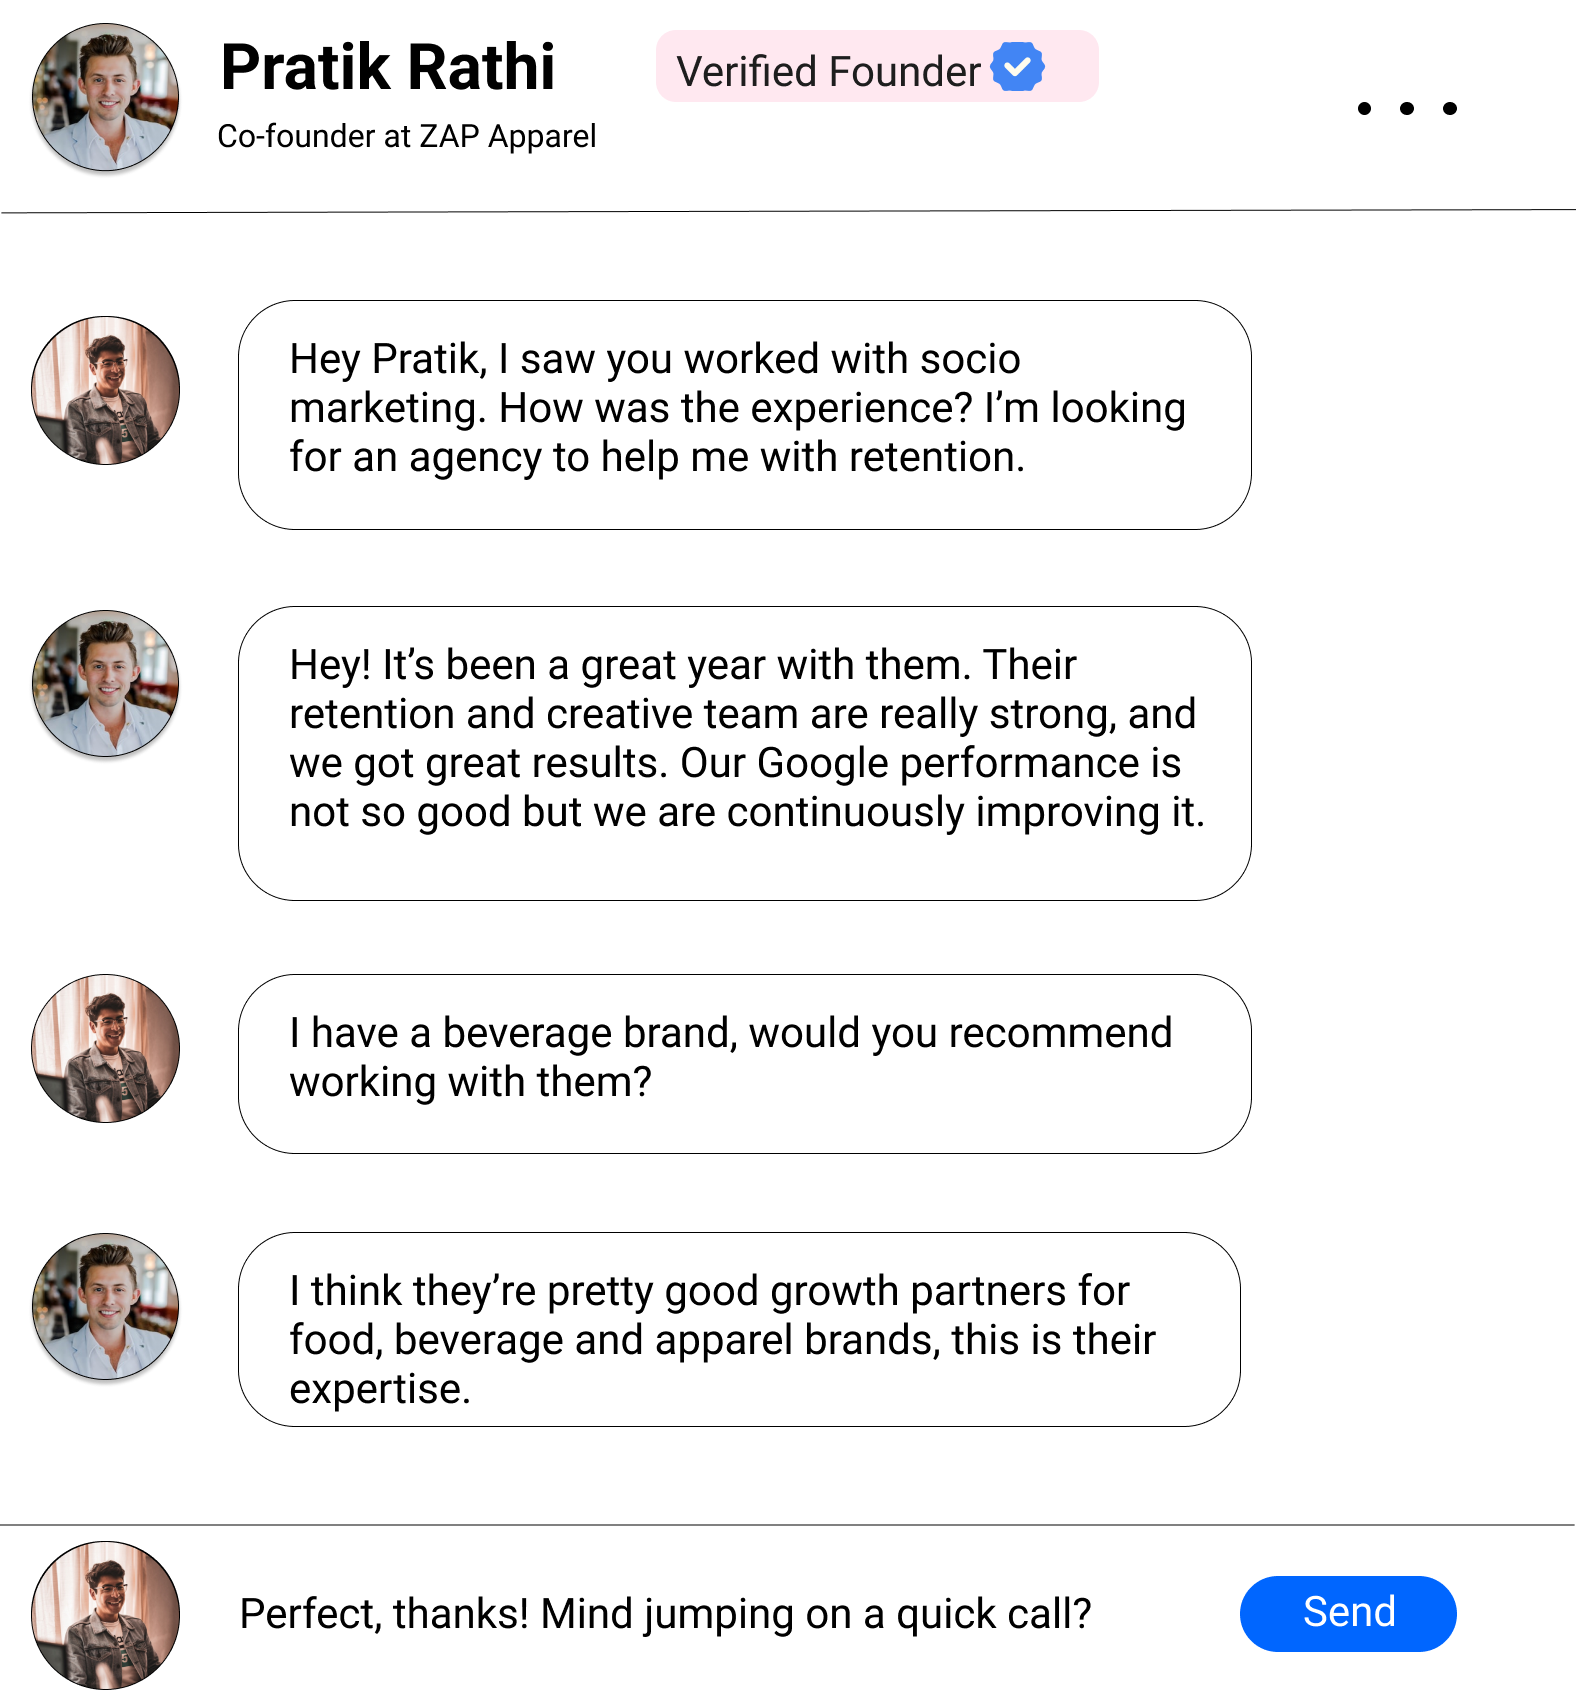 Pratik Rathi
Verified Founder
Co-founder at ZAP Apparel
Hey Pratik, I saw you worked with socio
marketing. How was the experience? I’m looking
for an agency to help me with retention.
Hey! It’s been a great year with them. Their
retention and creative team are really strong, and
we got great results. Our Google performance is
not so good but we are continuously improving it.
I have a beverage brand, would you recommend
working with them?
I think they’re pretty good growth partners for
food, beverage and apparel brands, this is their
expertise.
Perfect, thanks! Mind jumping on a quick call?
Send